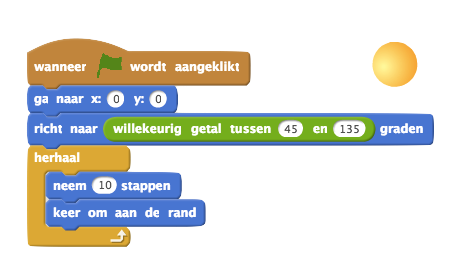 wanneer wordt aangeklikt
ga naar x: 0 y: 0
richt naar willekeurig getal tussen 45 en 135 graden
herhaal
neem 10 stappen
keer om aan de rand